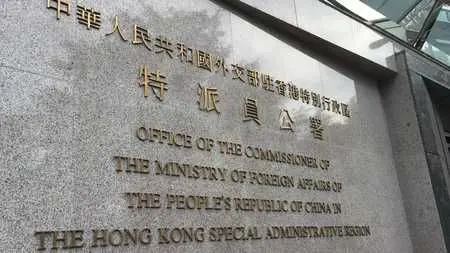 中華人民共和國外交部駐香港特別行政區
特派員公署
OFFICE OF THE COMMISSIONER OF
THE MINISTRY OF FOREIGN AFFAIRS OF
THE PEOPLE'S REPUBLIC OF CHINA IN
THE HONG KONG SPECIAL ADMINISTRATIVE REGION